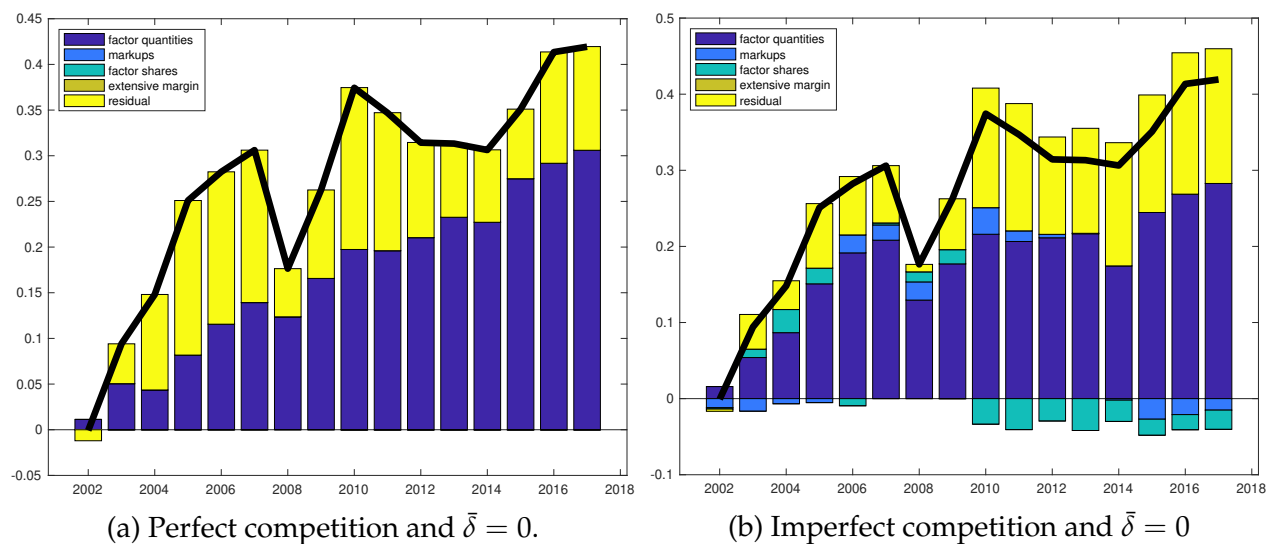 0.45
0.4
0.35
0.3
0.25
0.2
0.15
0.1
0.05
0
-0.05
factor quantities
markups
factor shares
extensive margin
residual
2002 2004 2006 2008 2010 2012 2014 2016 2018
(a) Perfect competition and δ̄ = 0.
0.5
0.4
0.3
0.2
0.1
0
-0.1
factor quantities
markups
factor shares
extensive margin
residual
2002 2004 2006 2008 2010 2012 2014 2016 2018
(b) Imperfect competition and δ̄ = 0